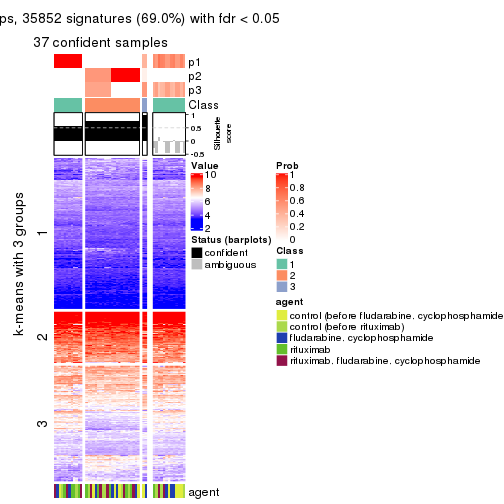 ps, 35852 signatures (69.0%) with fdr < 0.05
37 confident samples
p1
p2
p3
Class
1
0.5
0
-0.5
Silhouette
score
k-means with 3 groups
1
2
3
agent
Value
10
8
6
4
2
Status (barplots)
confident
ambiguous
Prob
1
0.8
0.6
0.4
0.2
0
Class
1
2
3
agent
control (before fludarabine. cyclophosphamide
control (before rituximab)
fludarabine. cyclophosphamide
rituximab
rituximab. fludarabine. cyclophosphamide